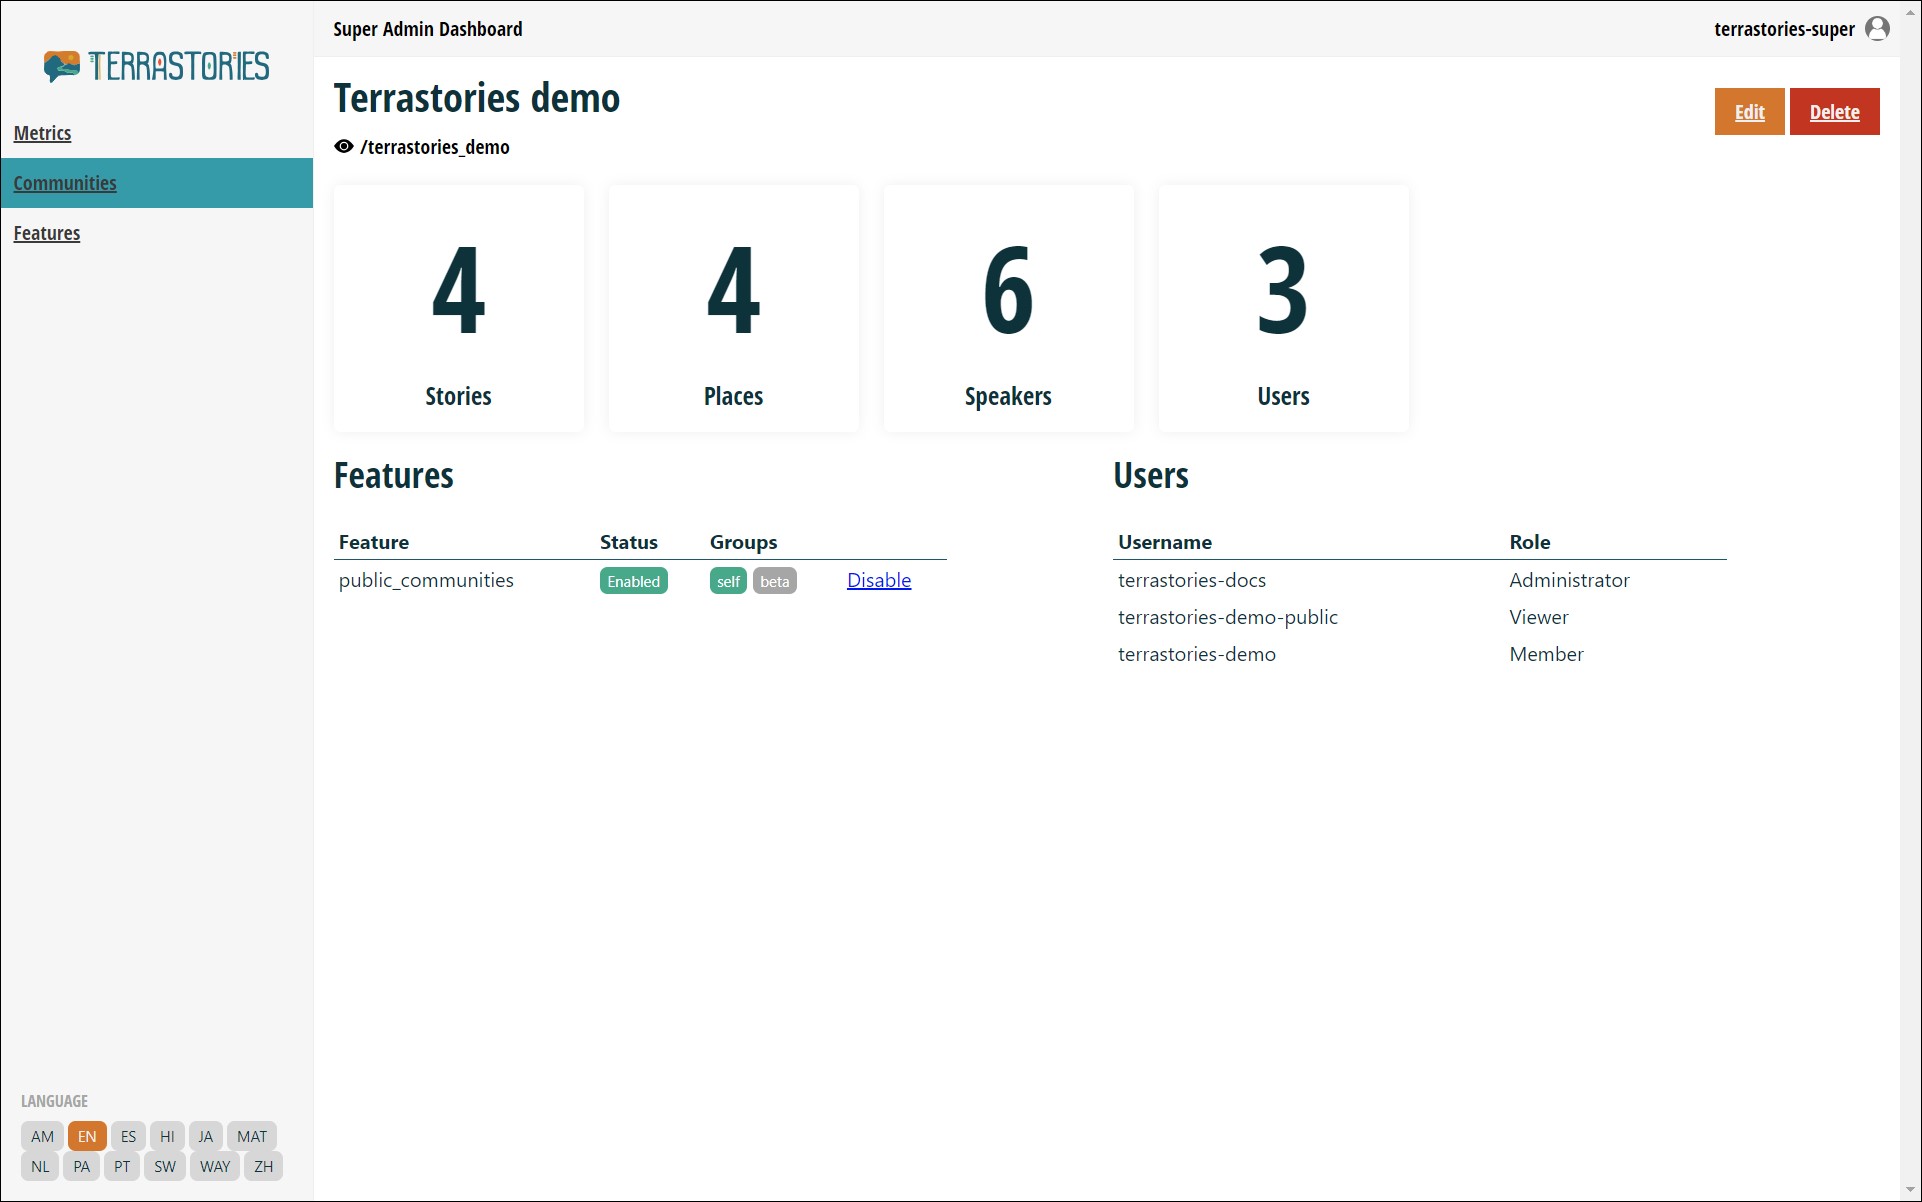 TERRASTORIES
Metrics
Communities
Features
LANGUAGE
AM EN ES HI JA MAT
NL PA PT SW WAY ZH
Super Admin Dashboard
terrastories-super
Terrastories demo
/terrastories_demo
Edit Delete
4 4 6 3
Stories Places Speakers Users
Features
Feature Status Groups
public_communities Enabled self beta Disable
Users
Username Role
terrastories-docs Administrator
terrastories-demo-public Viewer
terrastories-demo Member